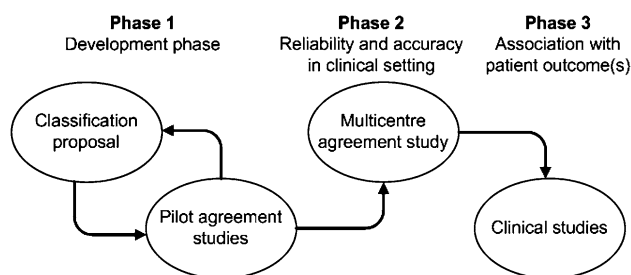 Phase 1
Development phase
Phase 2
Reliability and accuracy
in clinical setting
Phase 3
Association with
patient outcome(s)
Classification
proposal
Pilot agreement
studies
Multicentre
agreement study
Clinical studies